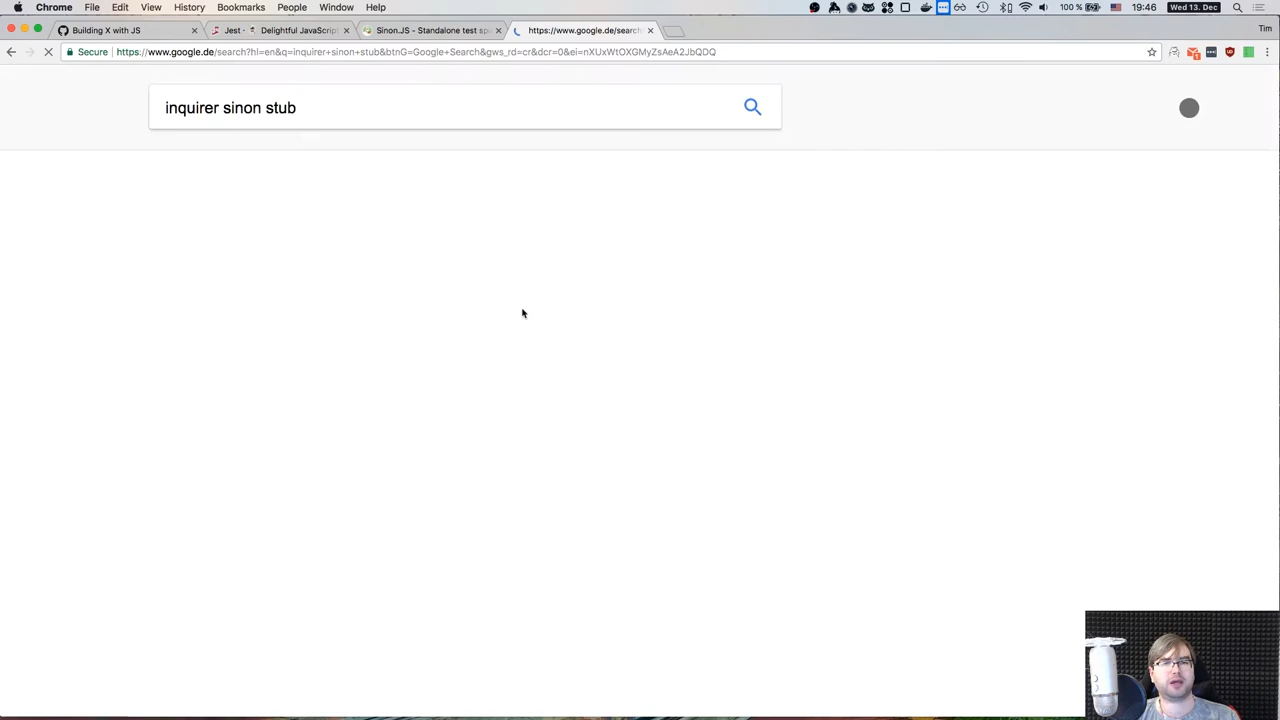 Chrome File Edit View History Bookmarks People Window Help 100 % Wed 13. Dec 19:46
Building X with JS Jest · Delightful JavaScri Sinon.JS - Standalone test sp https://www.google.de/search Tim
Secure https://www.google.de/search?hl=en&q=inquirer+sinon+stub&btnG=Google+Search&gws_rd=cr&dcr=0&ei=nXUxWtOXGMyZsAeA2JbQDQ
inquirer sinon stub